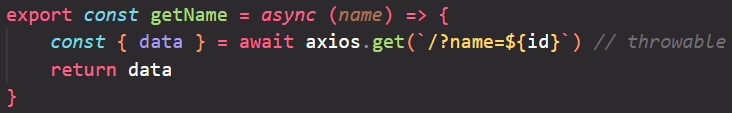 export const getName = async (name) => {
    const { data } = await axios.get(`/?name=${id}`) // throwable
    return data
}